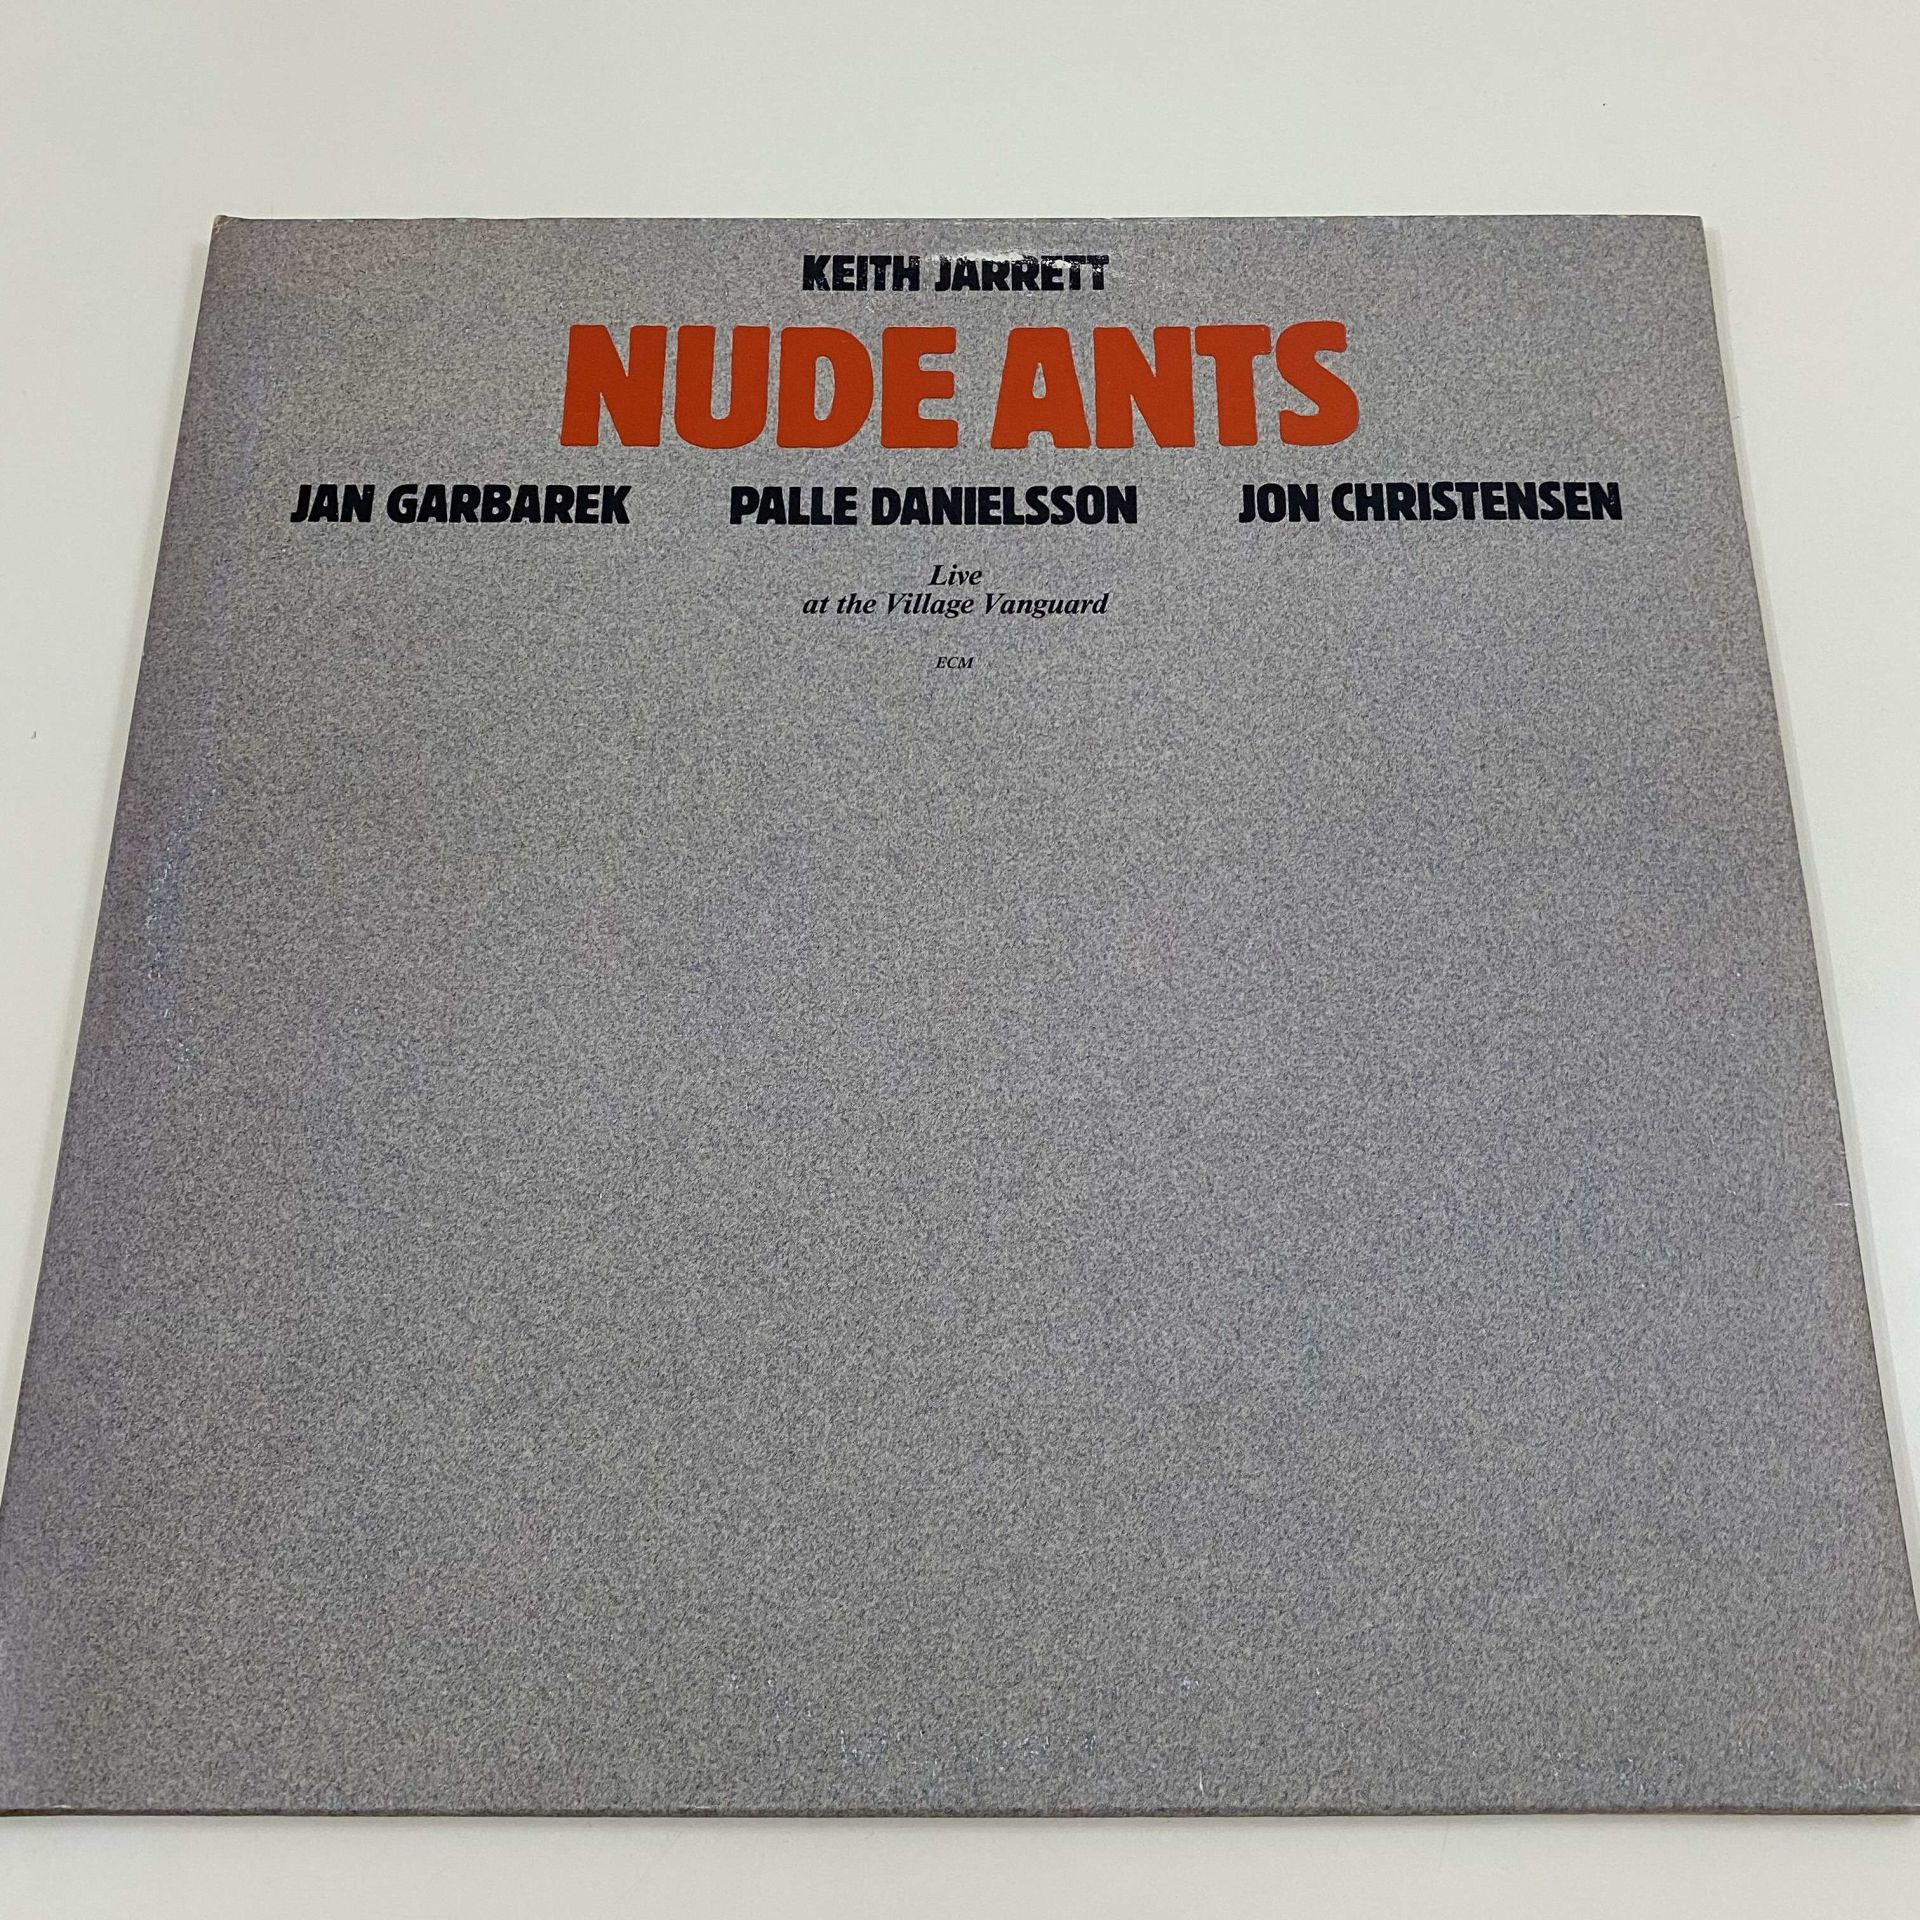 KEITH JARRETT
NUDE ANTS
JAN GARBAREK PALLE DANIELSSON JON CHRISTENSEN
Live
at the Village Vanguard
ECM